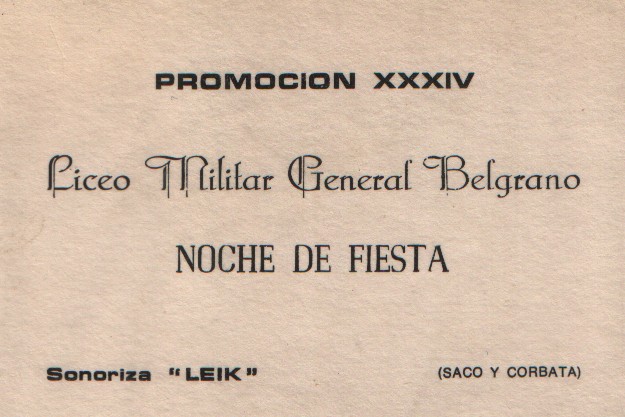 PROMOCION XXXIV
Liceo Militar General Belgrano
NOCHE DE FIESTA
Sonoriza "LEIK" (SACO Y CORBATA)